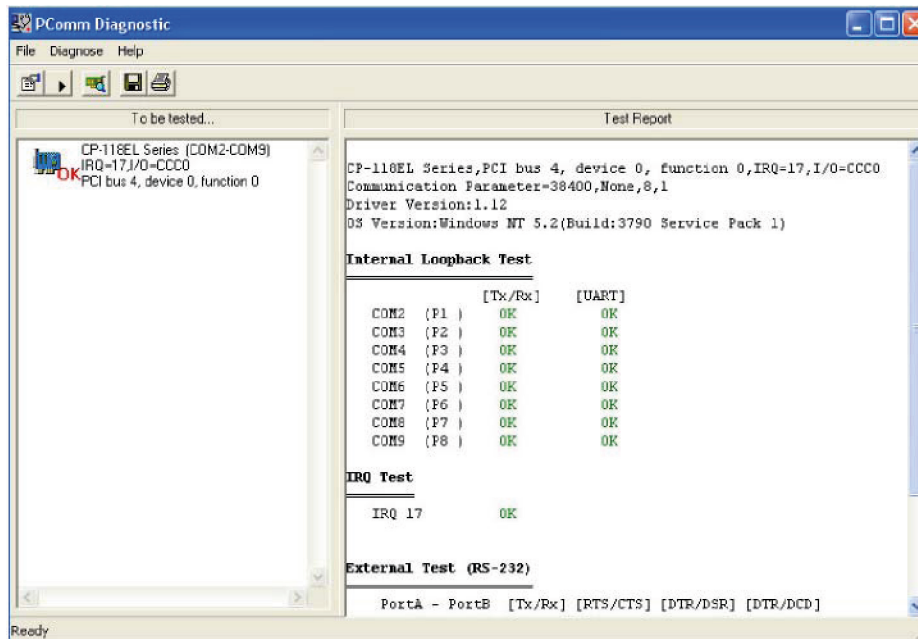 PComm Diagnostic
File Diagnose Help
To be tested...
CP-118EL Series (COM2-COM9)
IRQ=17,I/O=CCC0
PCI bus 4, device 0, function 0
OK
Test Report
CP-118EL Series,PCI bus 4, device 0, function 0,IRQ=17,I/O=CCC0
Communication Parameter=38400,None,8,1
Driver Version:1.12
OS Version:Windows NT 5.2(Build:3790 Service Pack 1)
Internal Loopback Test
[Tx/Rx] [UART]
COM2 (P1 ) OK OK
COM3 (P2 ) OK OK
COM4 (P3 ) OK OK
COM5 (P4 ) OK OK
COM6 (P5 ) OK OK
COM7 (P6 ) OK OK
COM8 (P7 ) OK OK
COM9 (P8 ) OK OK
IRQ Test
IRQ 17 OK
External Test (RS-232)
PortA - PortB [Tx/Rx] [RTS/CTS] [DTR/DSR] [DTR/DCD]
Ready